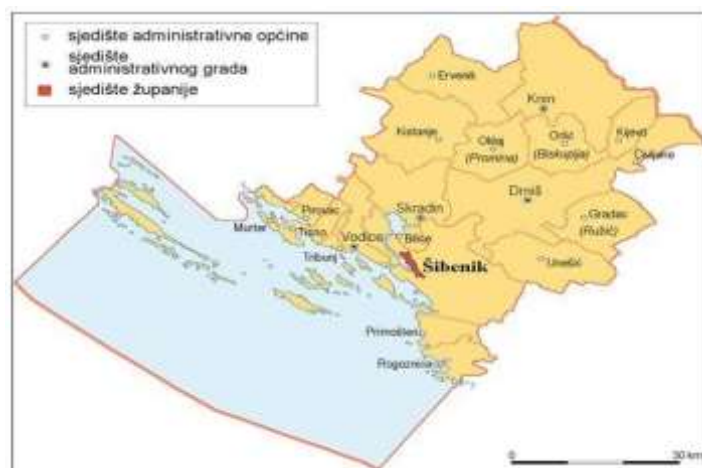 sjedište administrativne općine
sjedište
administrativnog grada
sjedište županije
Ervenik
Knin
Kistanje
Oklaj
(Promina)
Orlić
(Biskupija)
Kijevo
Civljane
Drniš
Skradin
Gradac
(Ružić)
Pirovac
Murter
Tisno
Vodice
Bilice
Tribunj
Šibenik
Unešić
Primošten
Rogoznica
0
30 km